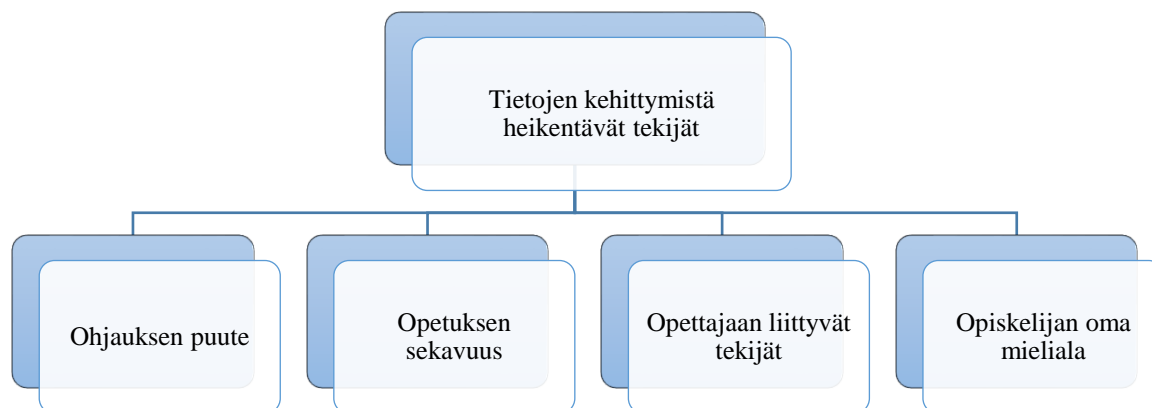 Tietojen kehittymistä
heikentävät tekijät
Ohjauksen puute
Opetuksen
sekavuus
Opettajaan liittyvät
tekijät
Opiskelijan oma
mieliala